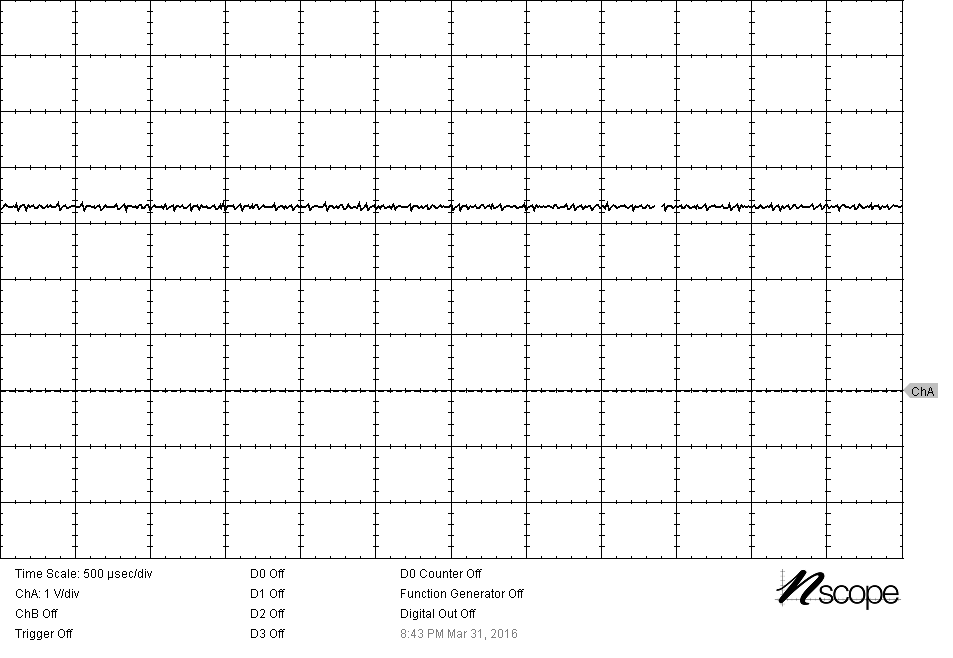 ChA
Time Scale: 500 µsec/div
ChA: 1 V/div
ChB Off
Trigger Off
D0 Off
D1 Off
D2 Off
D3 Off
D0 Counter Off
Function Generator Off
Digital Out Off
8:43 PM Mar 31, 2016
nscope